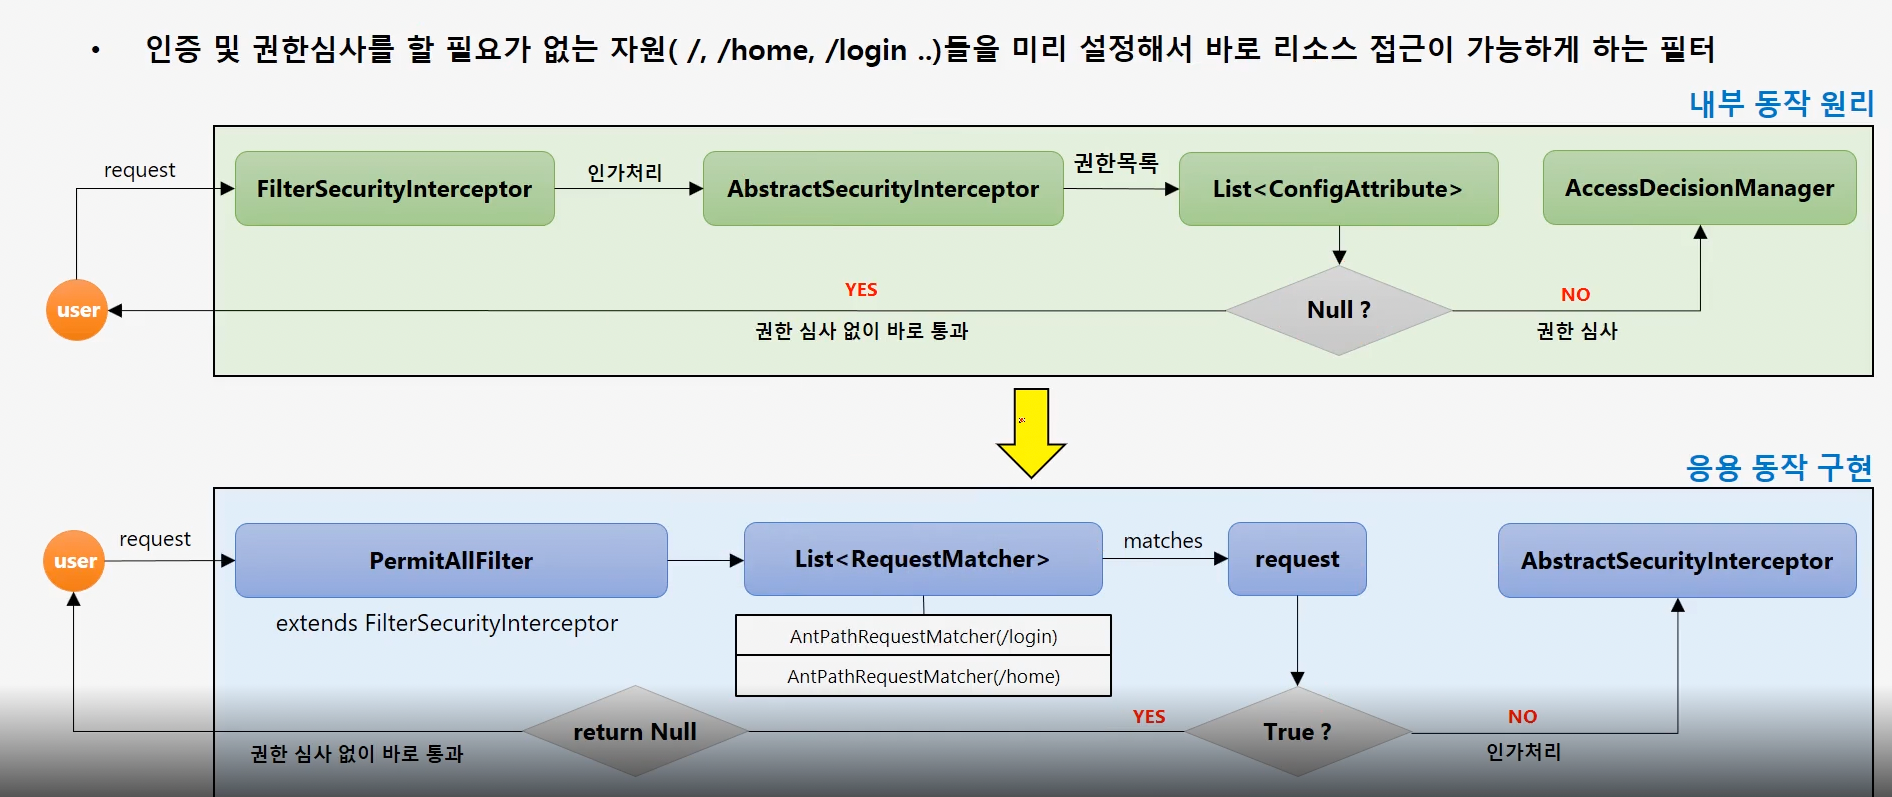 • 인증 및 권한심사를 할 필요가 없는 자원( /, /home, /login ..)들을 미리 설정해서 바로 리소스 접근이 가능하게 하는 필터
내부 동작 원리
request
FilterSecurityInterceptor
인가처리
AbstractSecurityInterceptor
권한목록
List<ConfigAttribute>
AccessDecisionManager
user
YES
권한 심사 없이 바로 통과
Null ?
NO
권한 심사
응용 동작 구현
user
request
PermitAllFilter
extends FilterSecurityInterceptor
List<RequestMatcher>
matches
request
AbstractSecurityInterceptor
AntPathRequestMatcher(/login)
AntPathRequestMatcher(/home)
권한 심사 없이 바로 통과
return Null
YES
True ?
NO
인가처리